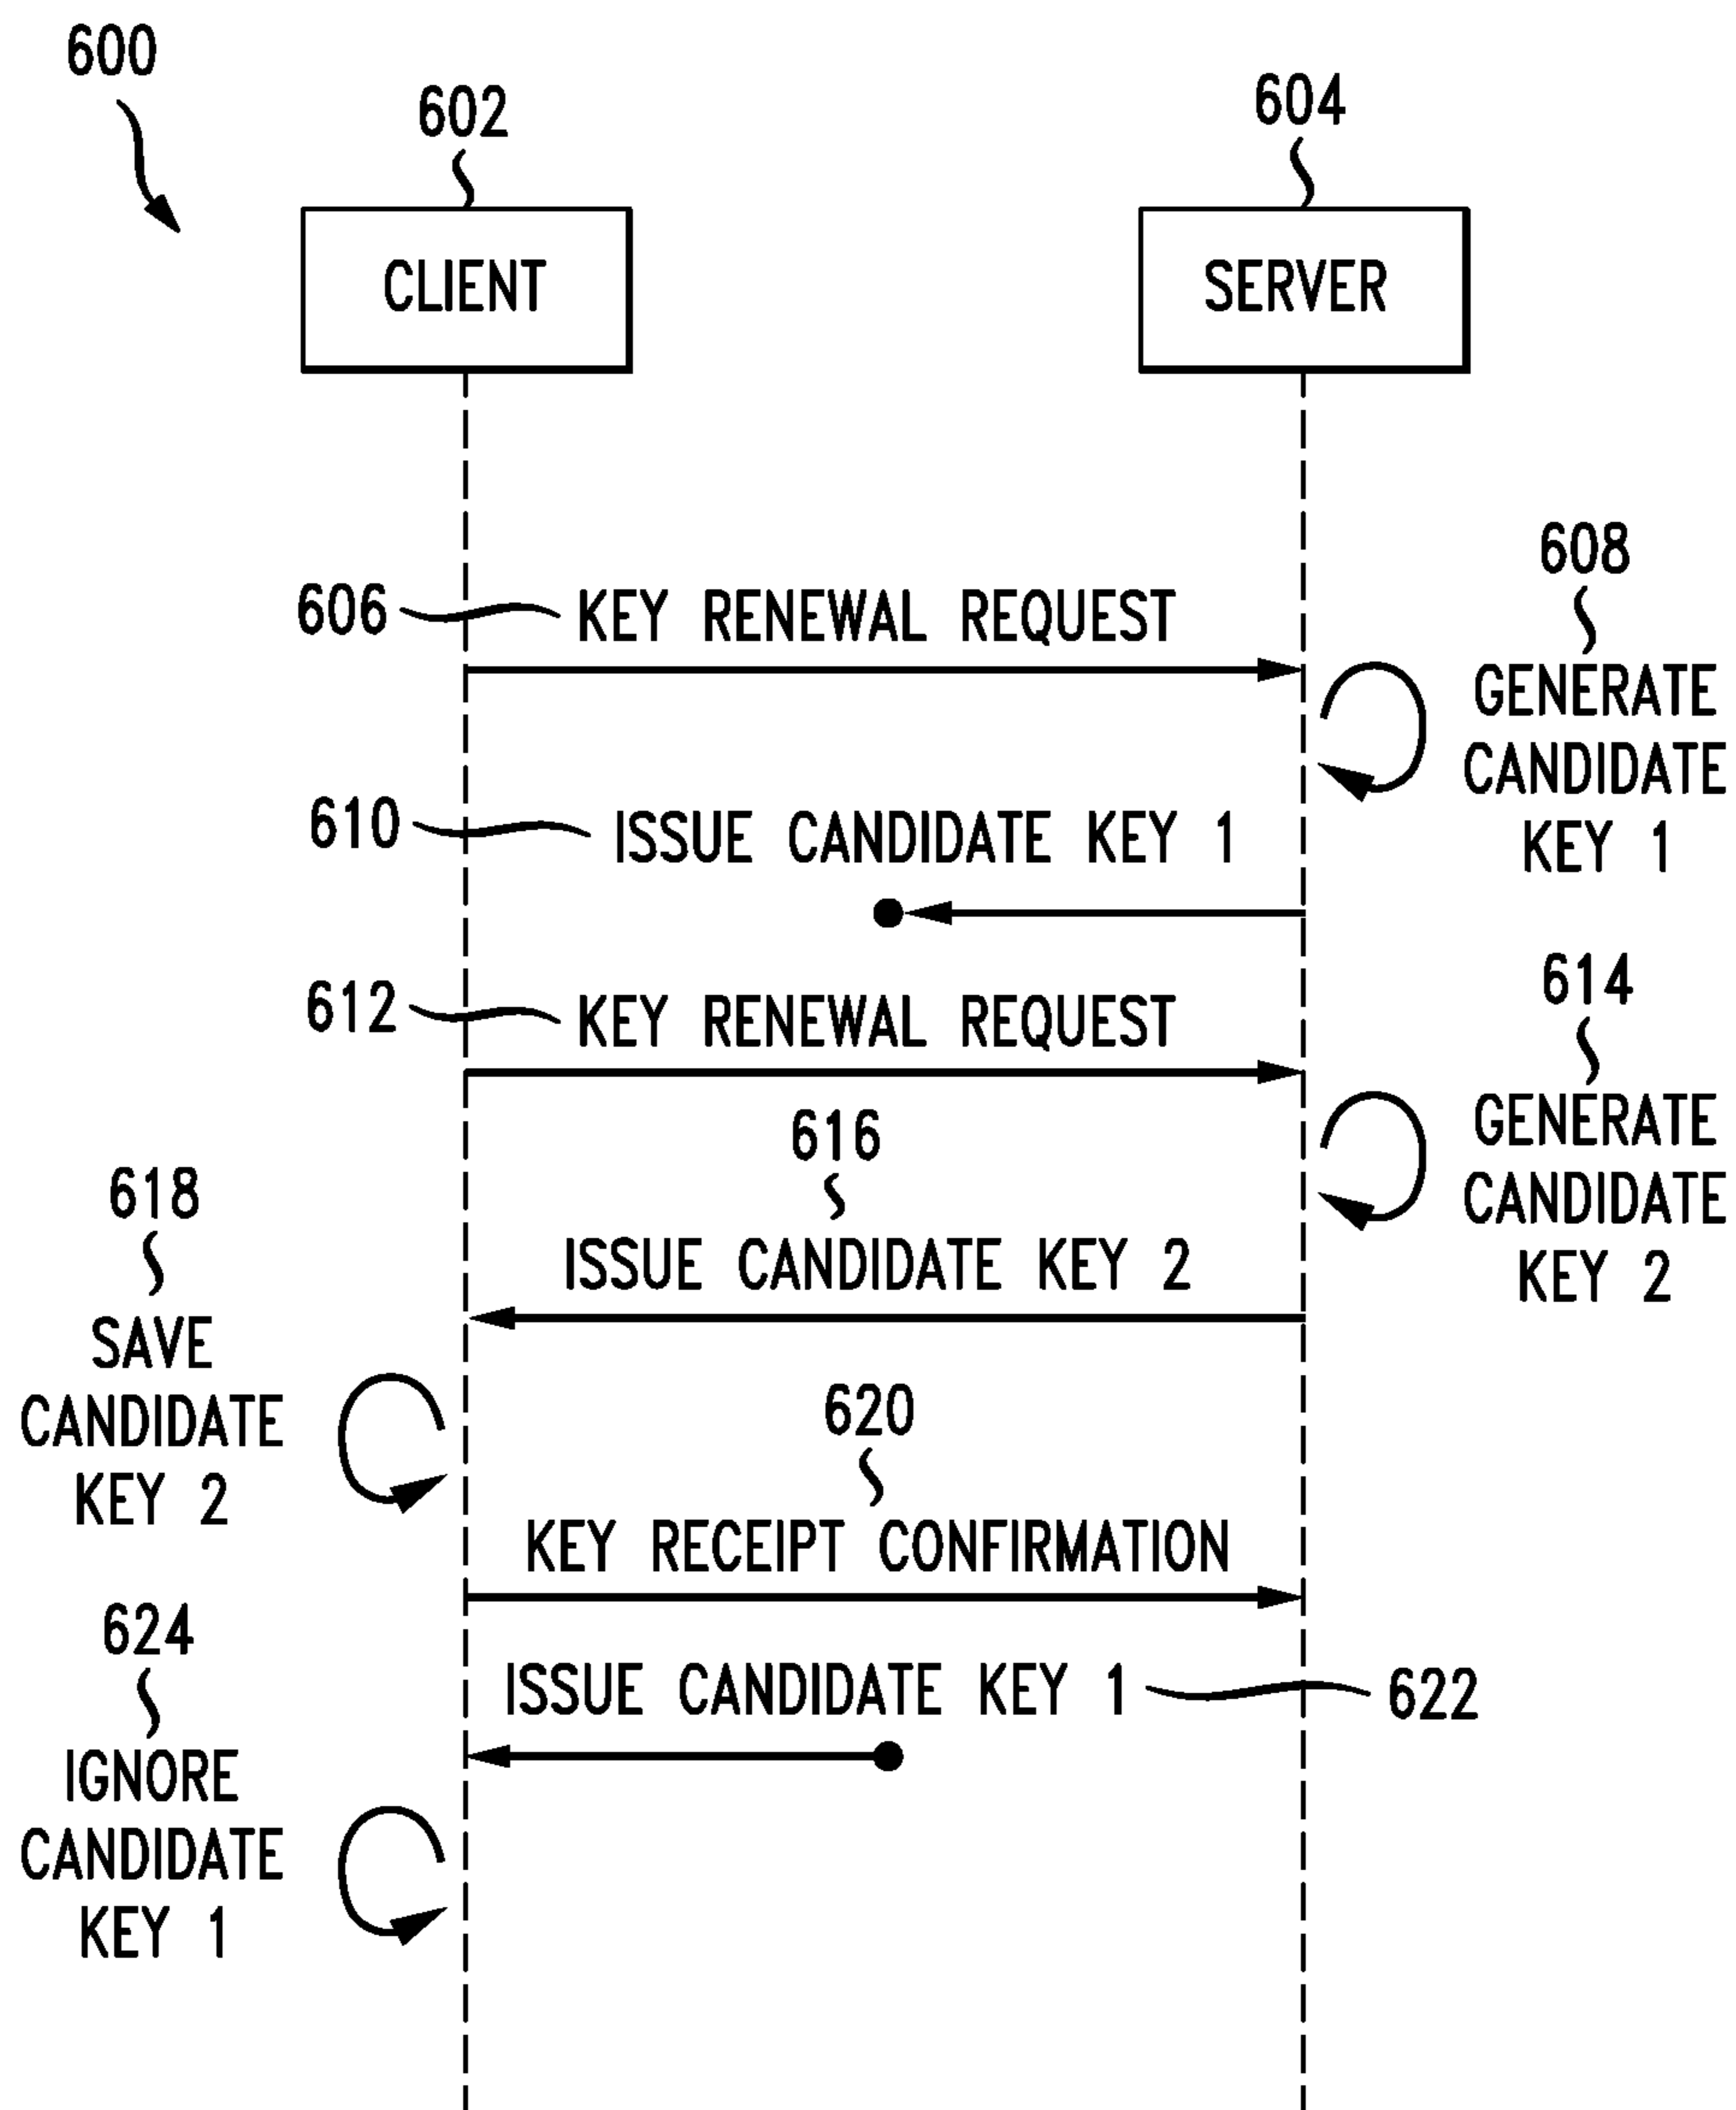 600
602
604
CLIENT
SERVER
606
KEY RENEWAL REQUEST
608
GENERATE
CANDIDATE
KEY 1
610
ISSUE CANDIDATE KEY 1
612
KEY RENEWAL REQUEST
614
GENERATE
CANDIDATE
KEY 2
616
ISSUE CANDIDATE KEY 2
618
SAVE
CANDIDATE
KEY 2
620
KEY RECEIPT CONFIRMATION
624
IGNORE
CANDIDATE
KEY 1
ISSUE CANDIDATE KEY 1
622